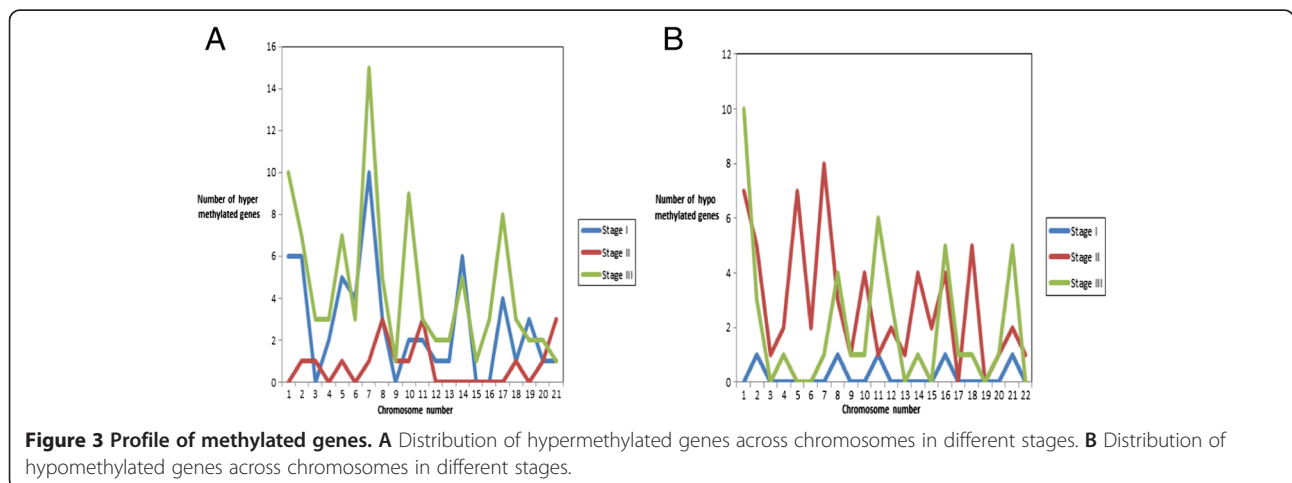 A
16
14
12
10
8
6
4
2
0
Number of hyper
methylated genes
1 2 3 4 5 6 7 8 9 10 11 12 13 14 15 16 17 18 19 20 21
Chromosome number
Stage I
Stage II
Stage III
B
12
10
8
6
4
2
0
Number of hypo
methylated genes
1 2 3 4 5 6 7 8 9 10 11 12 13 14 15 16 17 18 19 20 21 22
Chromosome number
Stage I
Stage II
Stage III
Figure 3 Profile of methylated genes. A Distribution of hypermethylated genes across chromosomes in different stages. B Distribution of
hypomethylated genes across chromosomes in different stages.